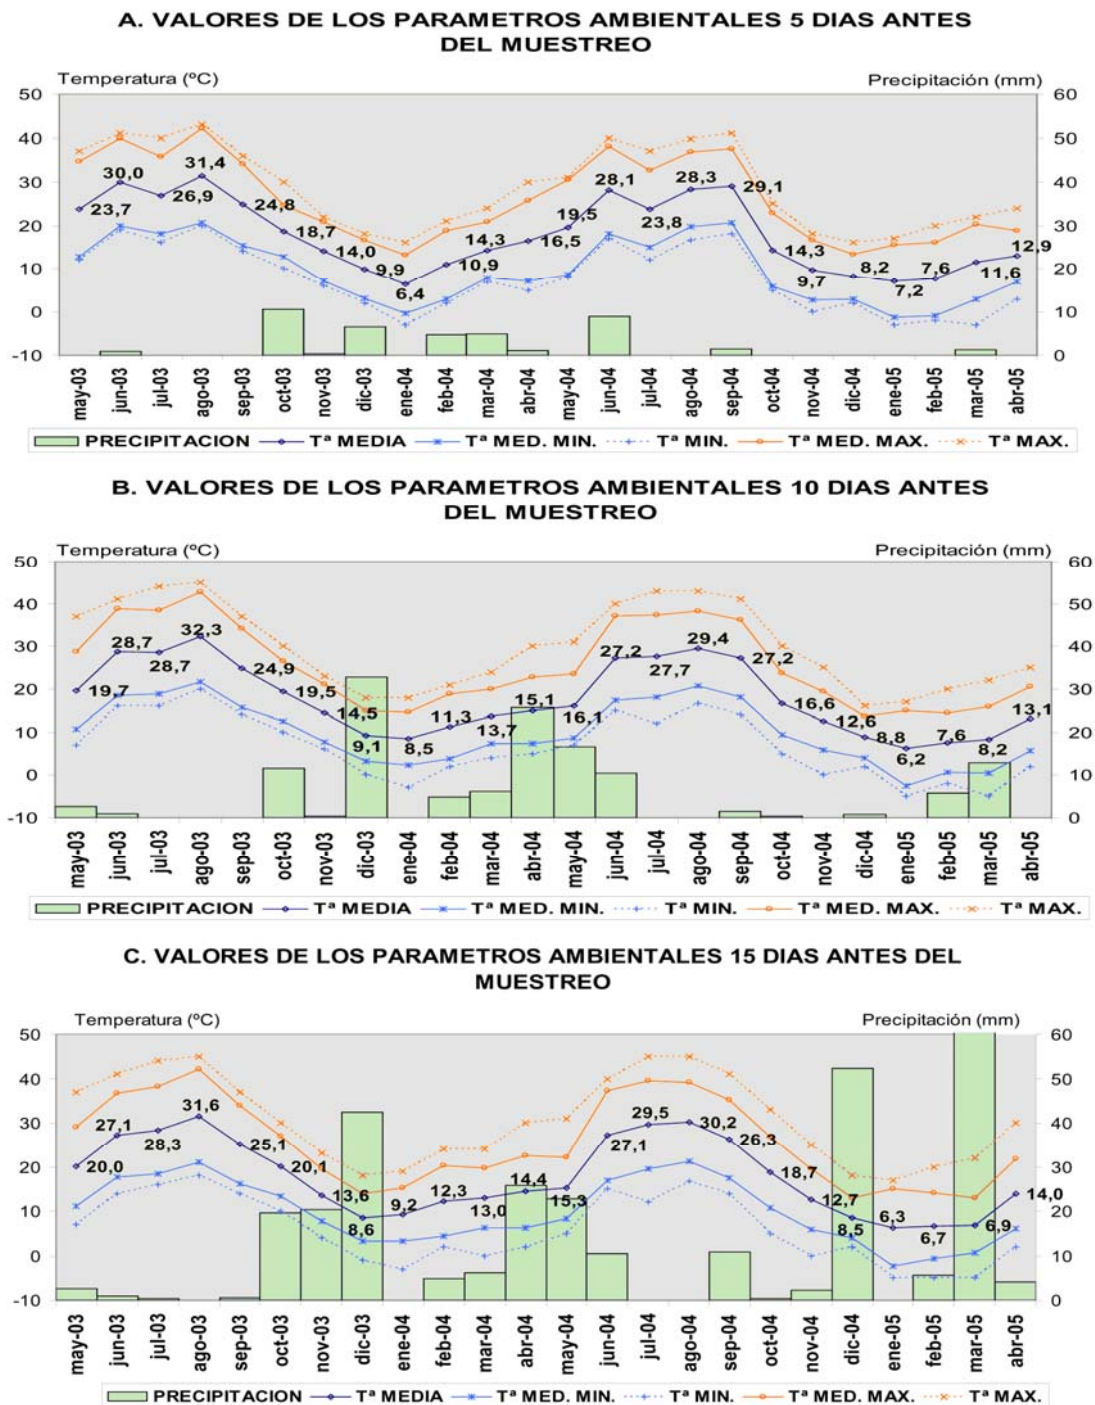 A. VALORES DE LOS PARAMETROS AMBIENTALES 5 DIAS ANTES
DEL MUESTREO
Temperatura (ºC) Precipitación (mm)
50 60
40 50
30 40
20 30
10 20
0 10
-10 0
23,7 30,0 26,9 31,4 24,8 18,7 14,0 9,9 6,4 10,9 14,3 16,5 19,5 28,1 23,8 28,3 29,1 14,3 9,7 8,2 7,2 7,6 11,6 12,9
may-03 jun-03 jul-03 ago-03 sep-03 oct-03 nov-03 dic-03 ene-04 feb-04 mar-04 abr-04 may-04 jun-04 jul-04 ago-04 sep-04 oct-04 nov-04 dic-04 ene-05 feb-05 mar-05 abr-05
PRECIPITACION Tª MEDIA Tª MED. MIN. Tª MIN. Tª MED. MAX. Tª MAX.
B. VALORES DE LOS PARAMETROS AMBIENTALES 10 DIAS ANTES
DEL MUESTREO
Temperatura (ºC) Precipitación (mm)
50 60
40 50
30 40
20 30
10 20
0 10
-10 0
19,7 28,7 28,7 32,3 24,9 19,5 14,5 9,1 8,5 11,3 13,7 15,1 16,1 27,2 27,7 29,4 27,2 16,6 12,6 8,8 6,2 7,6 8,2 13,1
may-03 jun-03 jul-03 ago-03 sep-03 oct-03 nov-03 dic-03 ene-04 feb-04 mar-04 abr-04 may-04 jun-04 jul-04 ago-04 sep-04 oct-04 nov-04 dic-04 ene-05 feb-05 mar-05 abr-05
PRECIPITACION Tª MEDIA Tª MED. MIN. Tª MIN. Tª MED. MAX. Tª MAX.
C. VALORES DE LOS PARAMETROS AMBIENTALES 15 DIAS ANTES DEL
MUESTREO
Temperatura (ºC) Precipitación (mm)
50 60
40 50
30 40
20 30
10 20
0 10
-10 0
20,0 27,1 28,3 31,6 25,1 20,1 13,6 8,6 9,2 12,3 13,0 14,4 15,3 27,1 29,5 30,2 26,3 18,7 12,7 8,5 6,3 6,7 6,9 14,0
may-03 jun-03 jul-03 ago-03 sep-03 oct-03 nov-03 dic-03 ene-04 feb-04 mar-04 abr-04 may-04 jun-04 jul-04 ago-04 sep-04 oct-04 nov-04 dic-04 ene-05 feb-05 mar-05 abr-05
PRECIPITACION Tª MEDIA Tª MED. MIN. Tª MIN. Tª MED. MAX. Tª MAX.